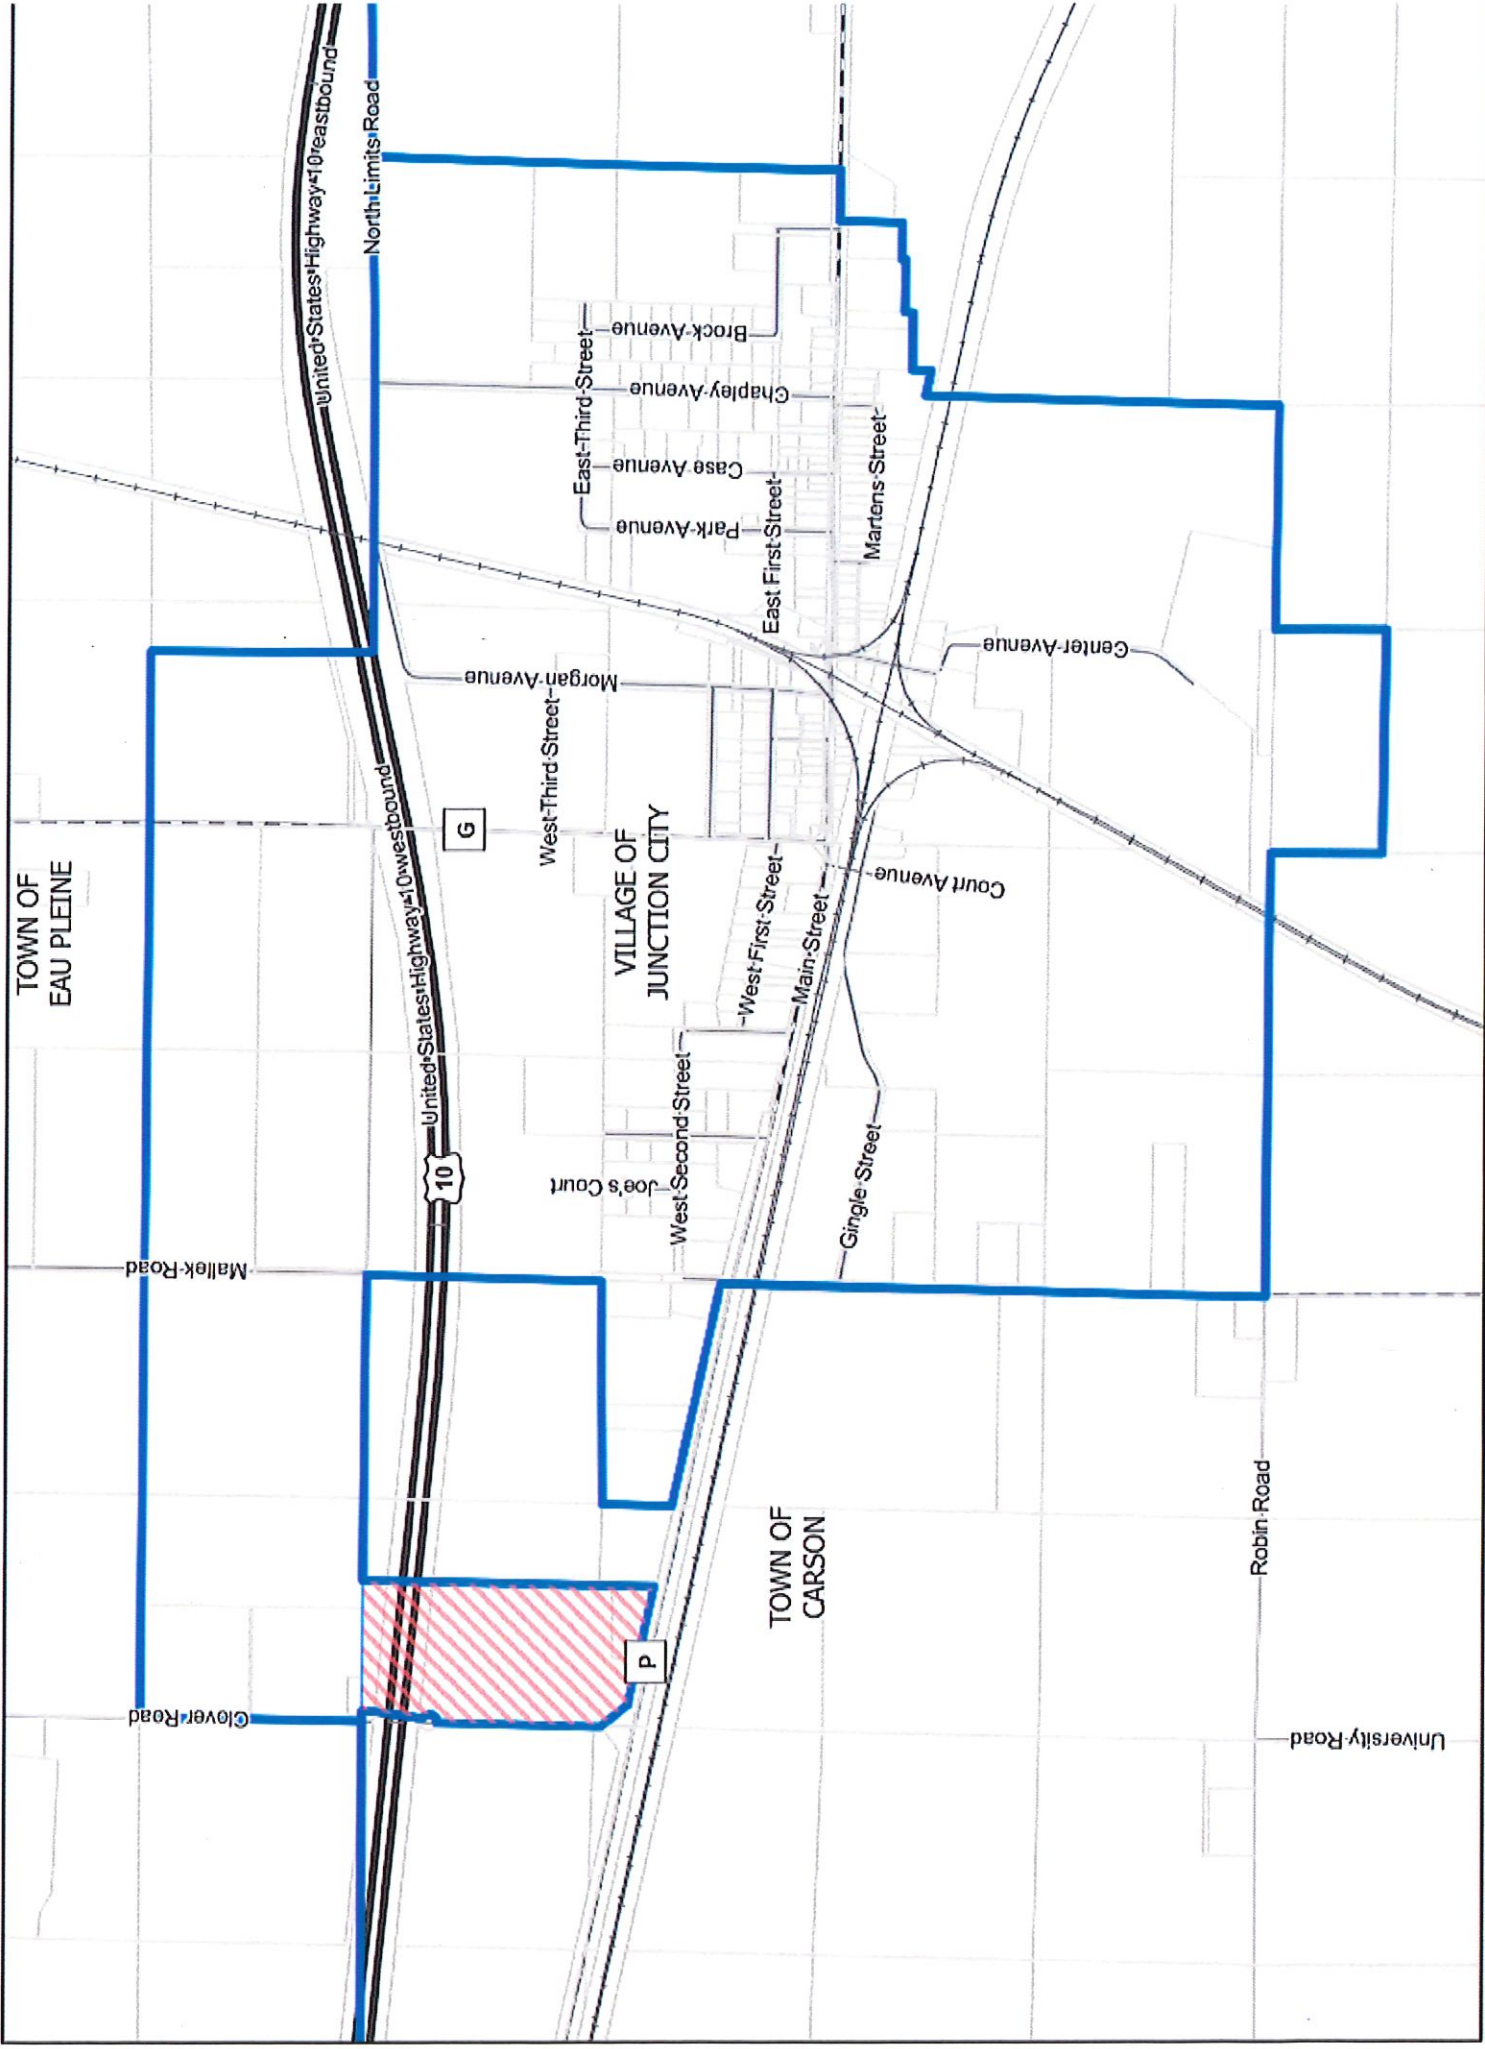 TOWN OF
EAU PLEINE
Clover Road
Mallek Road
United States Highway 10 westbound
United States Highway 10 eastbound
North Limits Road
10
G
West Third Street
Morgan Avenue
East Third Street
Park Avenue
Case Avenue
Chapley Avenue
Brock Avenue
VILLAGE OF
JUNCTION CITY
Joe's Court
West Second Street
West First Street
East First Street
Main Street
P
Martens Street
Gingle Street
Court Avenue
Center Avenue
TOWN OF
CARSON
Robin Road
University Road